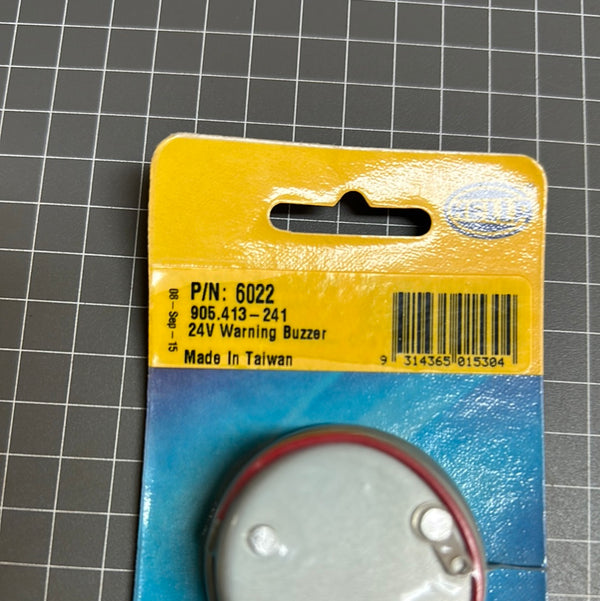 HELLA
P/N: 6022
905.413-241
24V Warning Buzzer
Made In Taiwan
08-Sep-15
9 314365 015304